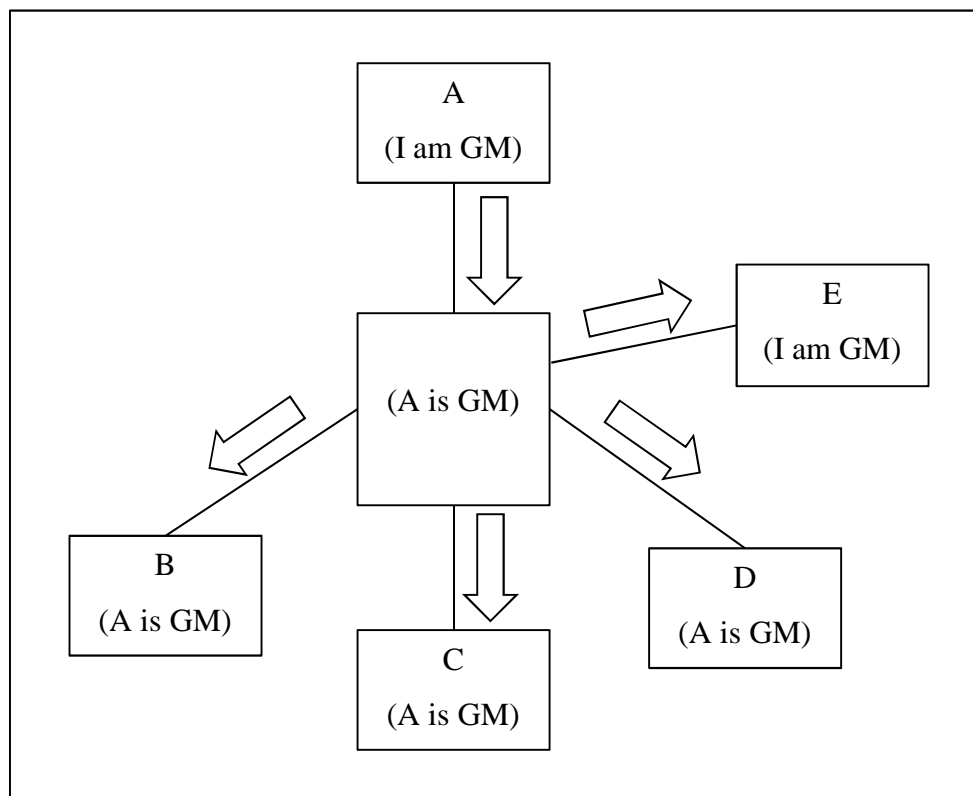 A
(I am GM)
E
(I am GM)
(A is GM)
B
(A is GM)
D
(A is GM)
C
(A is GM)